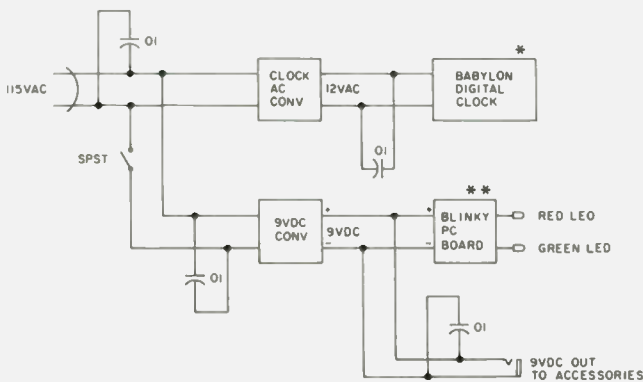 01
*
115VAC
CLOCK
AC
CONV
12VAC
BABYLON
DIGITAL
CLOCK
01
SPST
**
9VDC
CONV
+
9VDC
-
+
BLINKY
PC
- BOARD
RED LEO
GREEN LED
01
01
9VDC OUT
TO ACCESSORIES